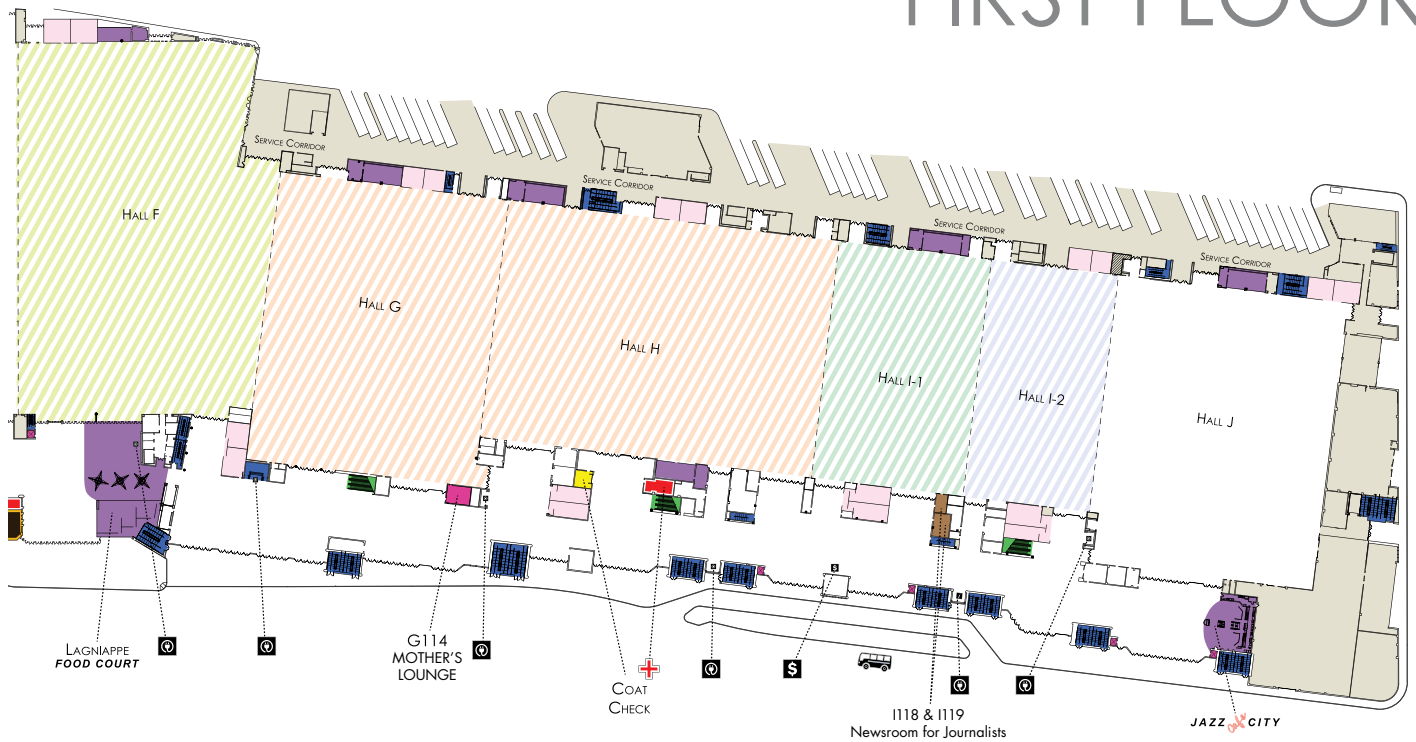 FIRST FLOOR
SERVICE CORRIDOR
SERVICE CORRIDOR
SERVICE CORRIDOR
SERVICE CORRIDOR
HALL F
HALL G
HALL H
HALL I-1
HALL I-2
HALL J
LAGNIAPPE
FOOD COURT
G114
MOTHER'S
LOUNGE
COAT
CHECK
$
$
I118 & I119
Newsroom for Journalists
JAZZ Café CITY